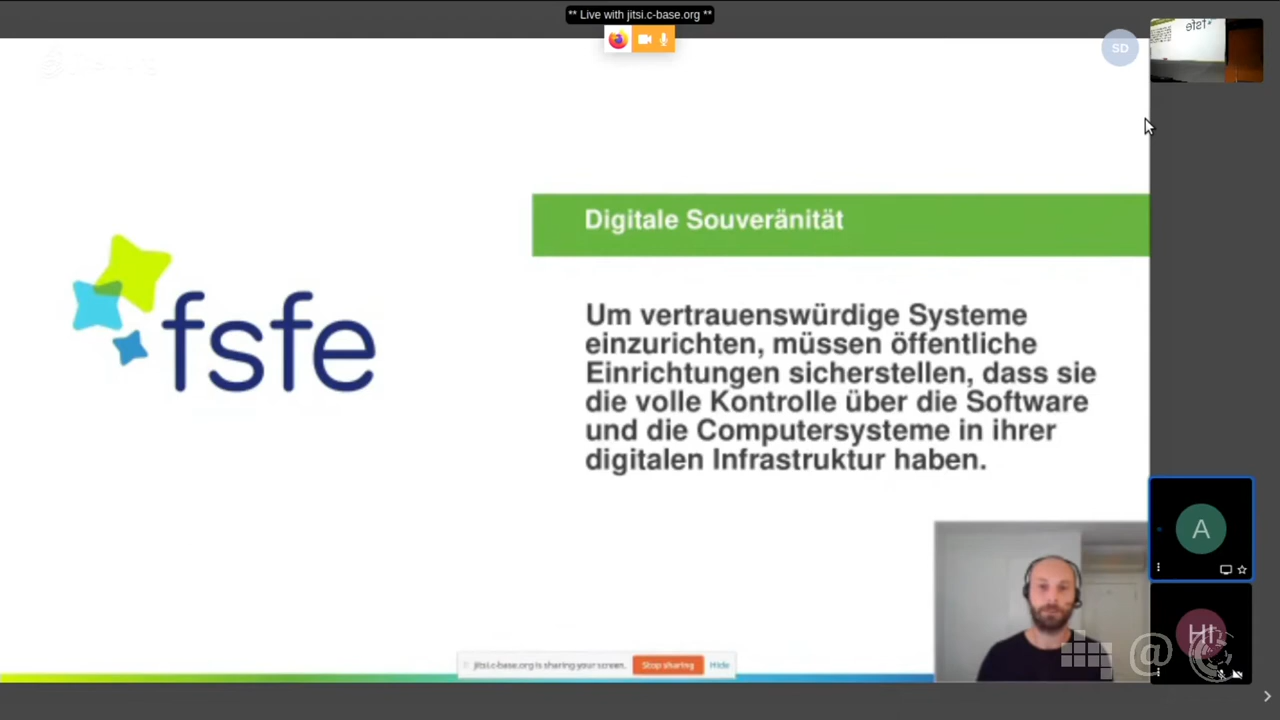 ** Live with jitsi.c-base.org **
SD
fsfe
Digitale Souveränität
fsfe
Um vertrauenswürdige Systeme
einzurichten, müssen öffentliche
Einrichtungen sicherstellen, dass sie
die volle Kontrolle über die Software
und die Computersysteme in ihrer
digitalen Infrastruktur haben.
A
HI
@
jitsi.c-base.org is sharing your screen.
Stop sharing
Hide